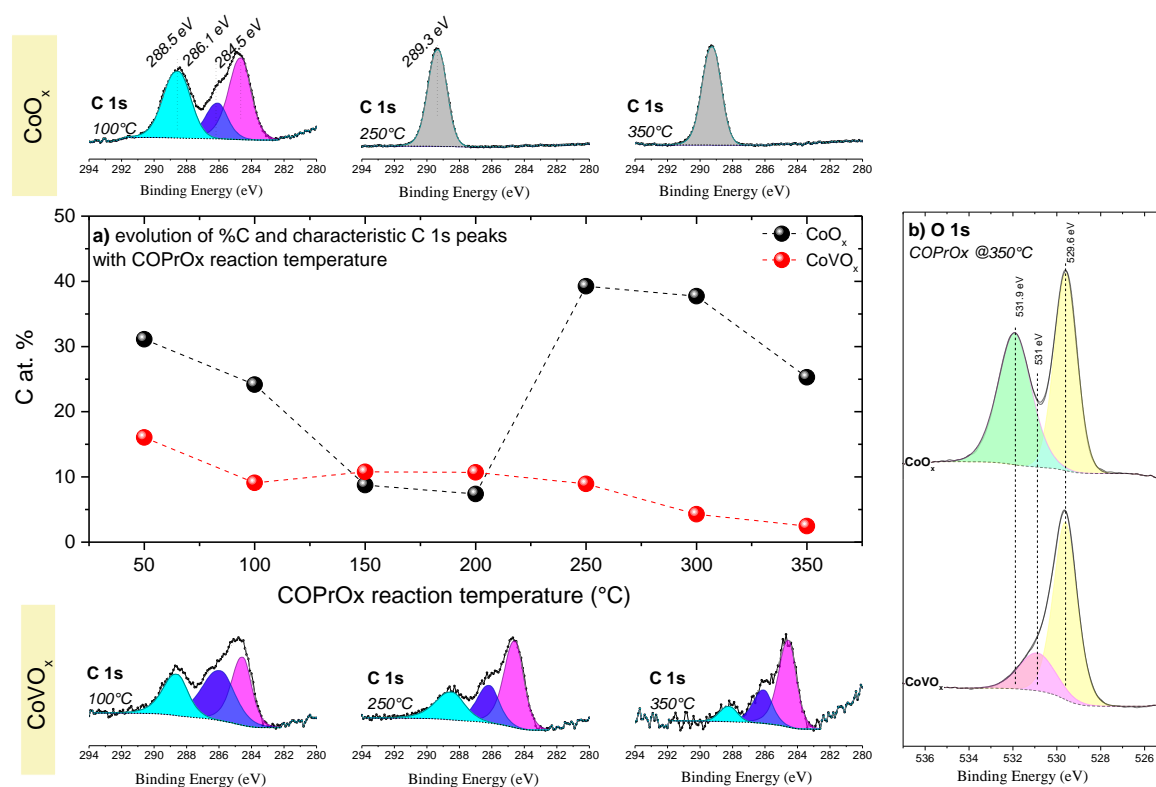 CoOx
288.5 eV
286.1 eV
284.5 eV
C 1s
100°C
294 292 290 288 286 284 282 280
Binding Energy (eV)
289.3 eV
C 1s
250°C
294 292 290 288 286 284 282 280
Binding Energy (eV)
C 1s
350°C
294 292 290 288 286 284 282 280
Binding Energy (eV)
a) evolution of %C and characteristic C 1s peaks
with COPrOx reaction temperature
CoOx
CoVOx
C at. %
50
40
30
20
10
0
50 100 150 200 250 300 350
COPrOx reaction temperature (°C)
CoVOx
C 1s
100°C
294 292 290 288 286 284 282 280
Binding Energy (eV)
C 1s
250°C
294 292 290 288 286 284 282 280
Binding Energy (eV)
C 1s
350°C
294 292 290 288 286 284 282 280
Binding Energy (eV)
b) O 1s
COPrOx @350°C
531.9 eV
531 eV
529.6 eV
CoOx
CoVOx
536 534 532 530 528 526
Binding Energy (eV)